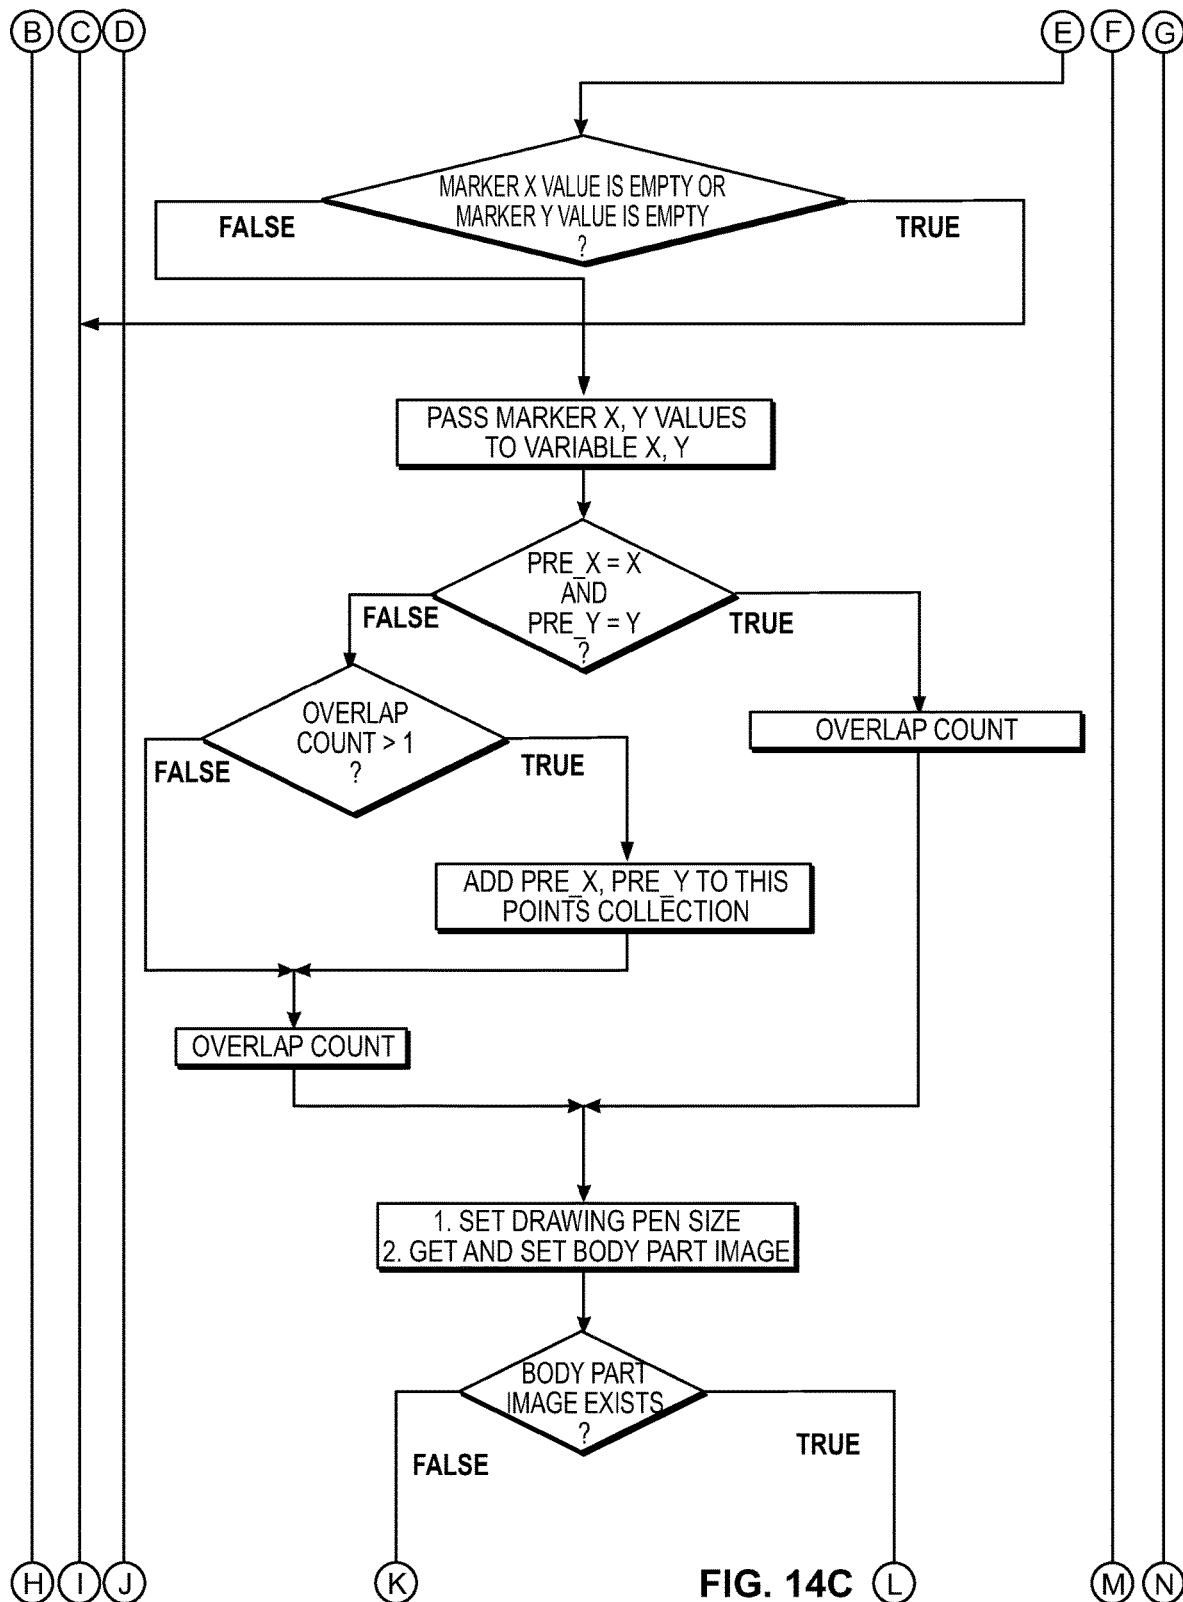 B C D E F G
MARKER X VALUE IS EMPTY OR
MARKER Y VALUE IS EMPTY
?
FALSE
TRUE
PASS MARKER X, Y VALUES
TO VARIABLE X, Y
PRE_X = X
AND
PRE_Y = Y
?
FALSE
TRUE
OVERLAP
COUNT > 1
?
FALSE
TRUE
OVERLAP COUNT
ADD PRE_X, PRE_Y TO THIS
POINTS COLLECTION
OVERLAP COUNT
1. SET DRAWING PEN SIZE
2. GET AND SET BODY PART IMAGE
BODY PART
IMAGE EXISTS
?
FALSE
TRUE
H I J K FIG. 14C L M N